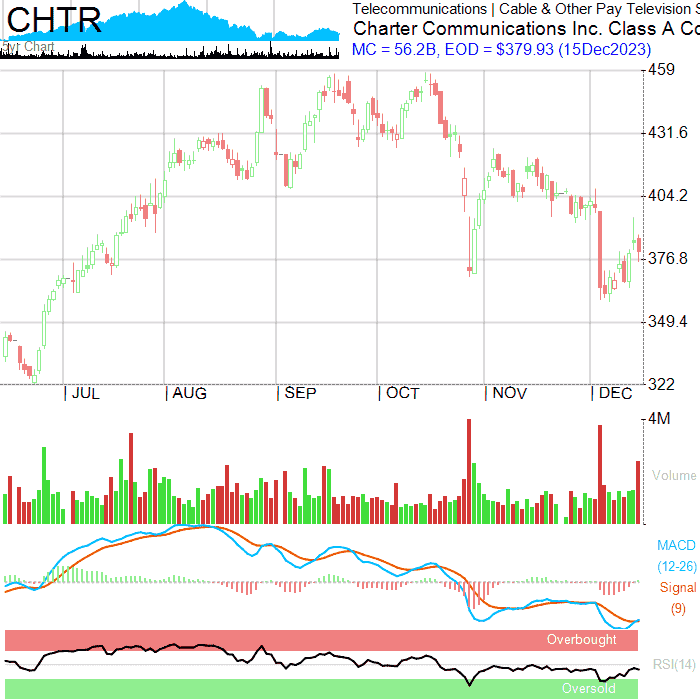 CHTR
5yr Chart
Telecommunications | Cable & Other Pay Television S
Charter Communications Inc. Class A Co
MC = 56.2B, EOD = $379.93 (15Dec2023)
459
431.6
404.2
376.8
349.4
322
| JUL | AUG | SEP | OCT | NOV | DEC
4M
Volume
MACD
(12-26)
Signal
(9)
Overbought
RSI(14)
Oversold